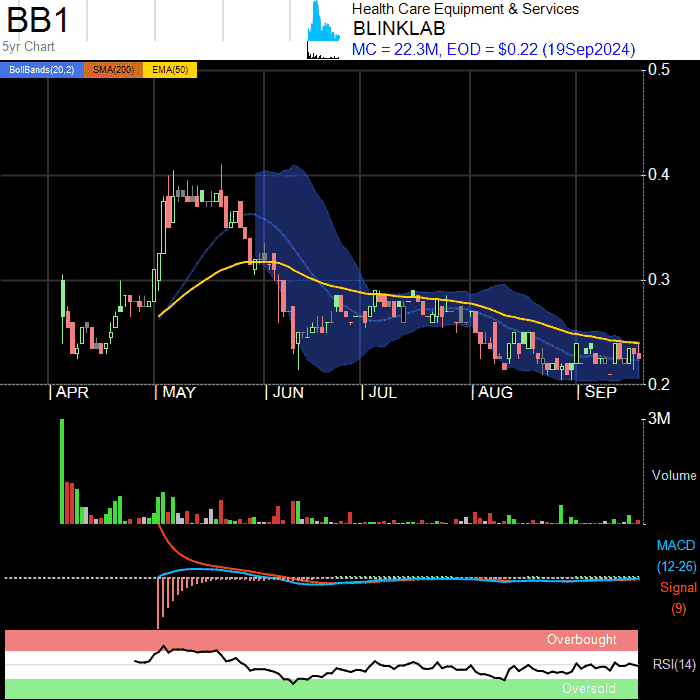 BB1
5yr Chart
Health Care Equipment & Services
BLINKLAB
MC = 22.3M, EOD = $0.22 (19Sep2024)
BollBands(20,2) SMA(200) EMA(50)
0.5
0.4
0.3
0.2
APR MAY JUN JUL AUG SEP
3M
Volume
MACD
(12-26)
Signal
(9)
Overbought
RSI(14)
Oversold